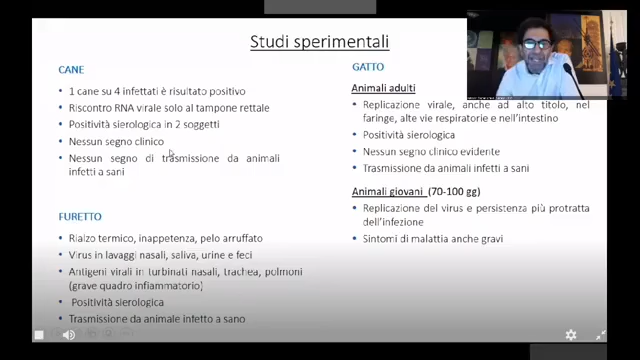 Studi sperimentali
CANE
• 1 cane su 4 infettati è risultato positivo
• Riscontro RNA virale solo al tampone rettale
• Positività sierologica in 2 soggetti
• Nessun segno clinico
• Nessun segno di trasmissione da animali
infetti a sani
FURETTO
• Rialzo termico, inappetenza, pelo arruffato
• Virus in lavaggi nasali, saliva, urine e feci
• Antigeni virali in turbinati nasali, trachea, polmoni
(grave quadro infiammatorio)
• Positività sierologica
• Trasmissione da animale infetto a sano
GATTO
Animali adulti
• Replicazione virale, anche ad alto titolo, nel
faringe, alte vie respiratorie e nell'intestino
• Positività sierologica
• Nessun segno clinico evidente
• Trasmissione da animali infetti a sani
Animali giovani (70-100 gg)
• Replicazione del virus e persistenza più protratta
dell'infezione
• Sintomi di malattia anche gravi